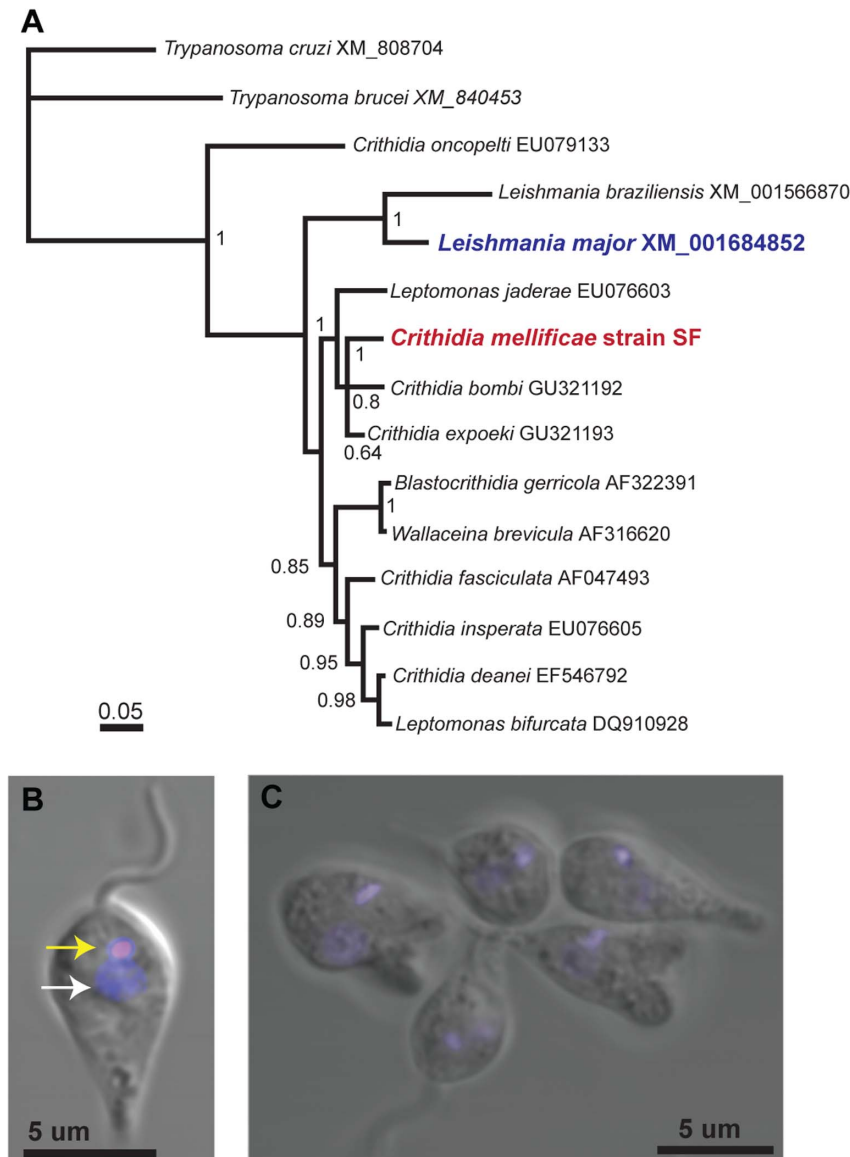 A
Trypanosoma cruzi XM_808704
Trypanosoma brucei XM_840453
Crithidia oncopelti EU079133
Leishmania braziliensis XM_001566870
1
1
Leishmania major XM_001684852
Leptomonas jaderae EU076603
1
Crithidia mellificae strain SF
1
Crithidia bombi GU321192
0.8
Crithidia expoeki GU321193
0.64
Blastocrithidia gerricola AF322391
1
Wallaceina brevicula AF316620
0.85
Crithidia fasciculata AF047493
0.89
Crithidia insperata EU076605
0.95
Crithidia deanei EF546792
0.98
0.05
Leptomonas bifurcata DQ910928
B
C
5 um
5 um